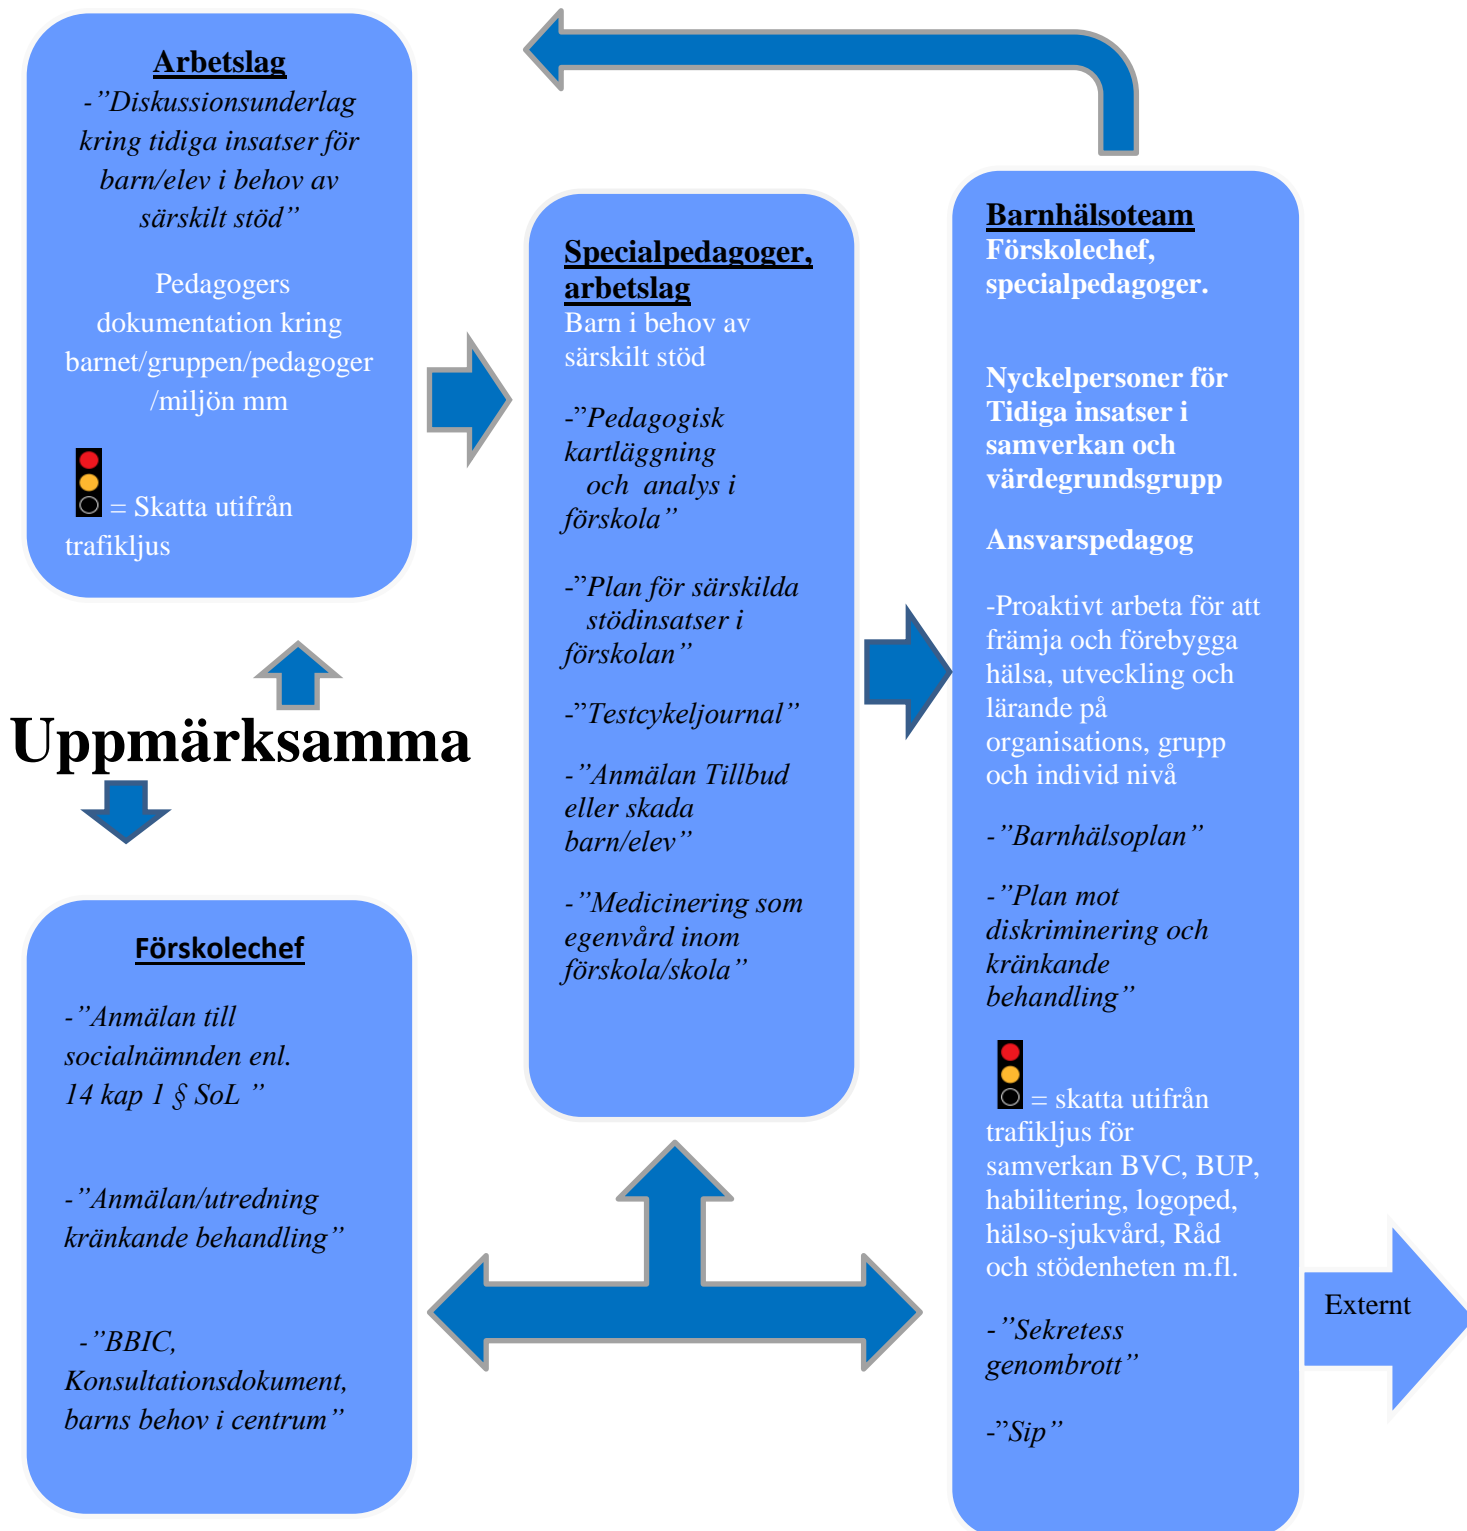 Arbetslag
-”Diskussionsunderlag
kring tidiga insatser för
barn/elev i behov av
särskilt stöd”
Pedagogers
dokumentation kring
barnet/gruppen/pedagoger
/miljön mm
= Skatta utifrån
trafikljus
Uppmärksamma
Förskolechef
-”Anmälan till
socialnämnden enl.
14 kap 1 § SoL ”
-”Anmälan/utredning
kränkande behandling”
-”BBIC,
Konsultationsdokument,
barns behov i centrum”
Specialpedagoger,
arbetslag
Barn i behov av
särskilt stöd
-”Pedagogisk
kartläggning
och analys i
förskola”
-”Plan för särskilda
stödinsatser i
förskolan”
-”Testcykeljournal”
-”Anmälan Tillbud
eller skada
barn/elev”
-”Medicinering som
egenvård inom
förskola/skola”
Barnhälsoteam
Förskolechef,
specialpedagoger.
Nyckelpersoner för
Tidiga insatser i
samverkan och
värdegrundsgrupp
Ansvarspedagog
-Proaktivt arbeta för att
främja och förebygga
hälsa, utveckling och
lärande på
organisations, grupp
och individ nivå
-”Barnhälsoplan”
-”Plan mot
diskriminering och
kränkande
behandling”
= skatta utifrån
trafikljus för
samverkan BVC, BUP,
habilitering, logoped,
hälso-sjukvård, Råd
och stödenheten m.fl.
-”Sekretess
genombrott”
-”Sip”
Externt